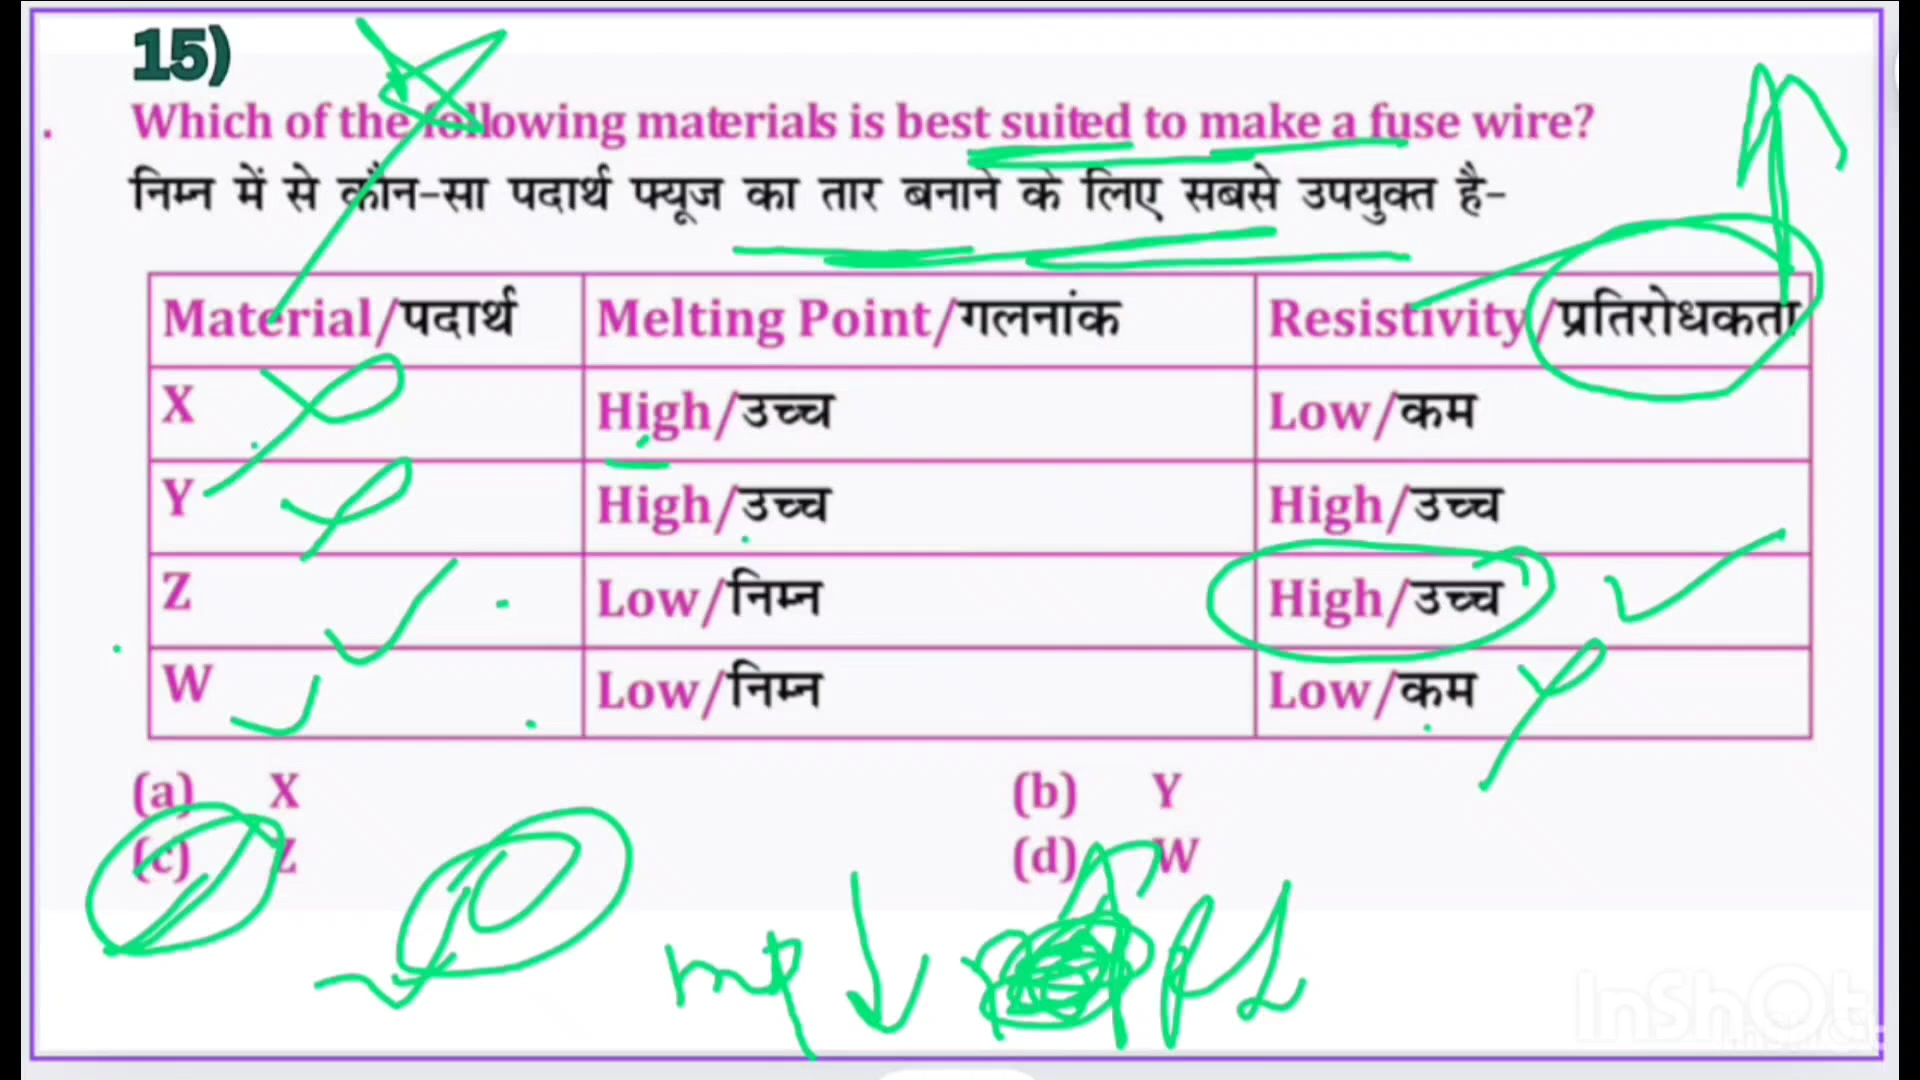 15)
. Which of the following materials is best suited to make a fuse wire?
निम्न में से कौन-सा पदार्थ फ्यूज का तार बनाने के लिए सबसे उपयुक्त है-
Material/पदार्थ Melting Point/गलनांक Resistivity/प्रतिरोधकता
X High/उच्च Low/कम
Y High/उच्च High/उच्च
Z Low/निम्न High/उच्च
W Low/निम्न Low/कम
(a) X (b) Y
(c) Z (d) W
mp
InShOt